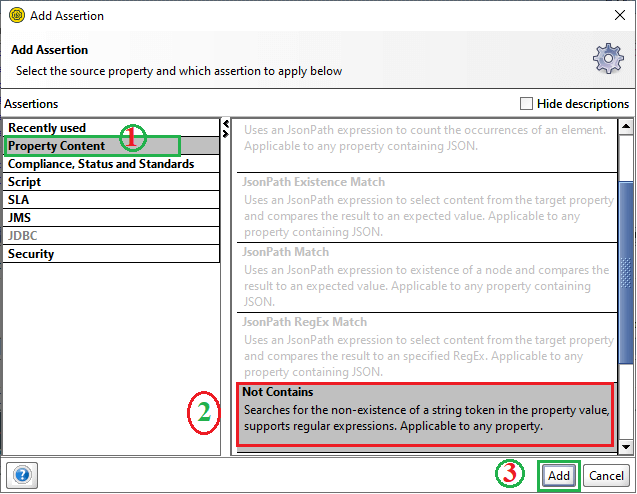 Add Assertion
Add Assertion
Select the source property and which assertion to apply below
Assertions
Hide descriptions
Recently used
Property Content
1
Compliance, Status and Standards
Script
SLA
JMS
JDBC
Security
Uses an JsonPath expression to count the occurrences of an element.
Applicable to any property containing JSON.
JsonPath Existence Match
Uses an JsonPath expression to select content from the target property
and compares the result to an expected value. Applicable to any
property containing JSON.
JsonPath Match
Uses an JsonPath expression to existence of a node and compares the
result to an expected value. Applicable to any property containing
JSON.
JsonPath RegEx Match
Uses an JsonPath expression to select content from the target property
and compares the result to an specified RegEx. Applicable to any
property containing JSON.
2
Not Contains
Searches for the non-existence of a string token in the property value,
supports regular expressions. Applicable to any property.
?
3
Add
Cancel